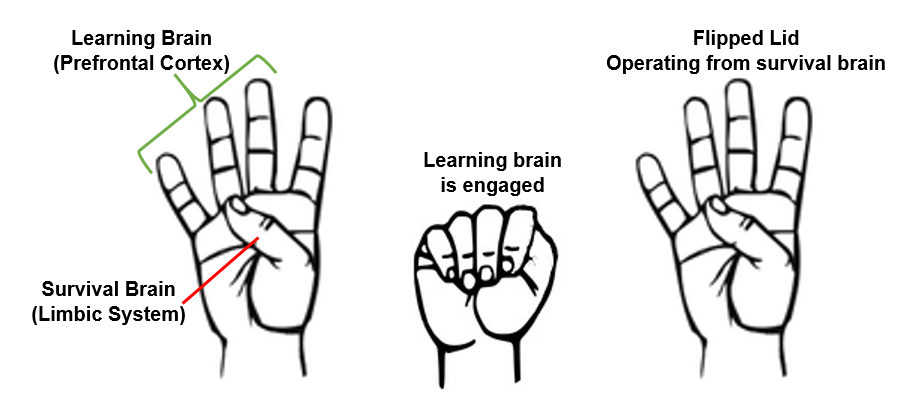 Learning Brain
(Prefrontal Cortex)
Flipped Lid
Operating from survival brain
Learning brain
is engaged
Survival Brain
(Limbic System)